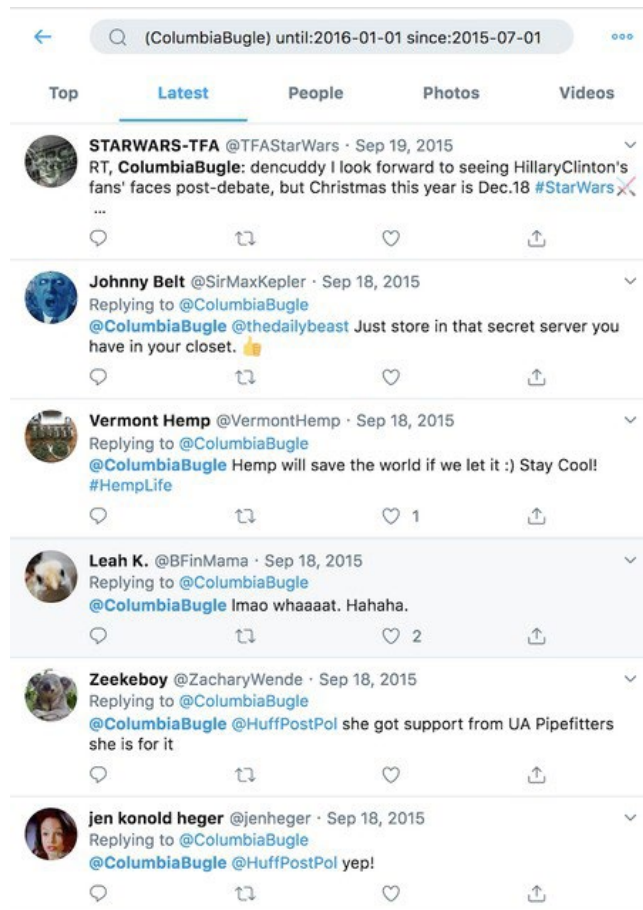 (ColumbiaBugle) until:2016-01-01 since:2015-07-01
Top Latest People Photos Videos
STARWARS-TFA @TFAStarWars · Sep 19, 2015
RT, ColumbiaBugle: dencuddy I look forward to seeing HillaryClinton's
fans' faces post-debate, but Christmas this year is Dec.18 #StarWars⚔️
...
Johnny Belt @SirMaxKepler · Sep 18, 2015
Replying to @ColumbiaBugle
@ColumbiaBugle @thedailybeast Just store in that secret server you
have in your closet. 👍
Vermont Hemp @VermontHemp · Sep 18, 2015
Replying to @ColumbiaBugle
@ColumbiaBugle Hemp will save the world if we let it :) Stay Cool!
#HempLife
1
Leah K. @BFinMama · Sep 18, 2015
Replying to @ColumbiaBugle
@ColumbiaBugle lmao whaaaat. Hahaha.
2
Zeekeboy @ZacharyWende · Sep 18, 2015
Replying to @ColumbiaBugle
@ColumbiaBugle @HuffPostPol she got support from UA Pipefitters
she is for it
jen konold heger @jenheger · Sep 18, 2015
Replying to @ColumbiaBugle
@ColumbiaBugle @HuffPostPol yep!